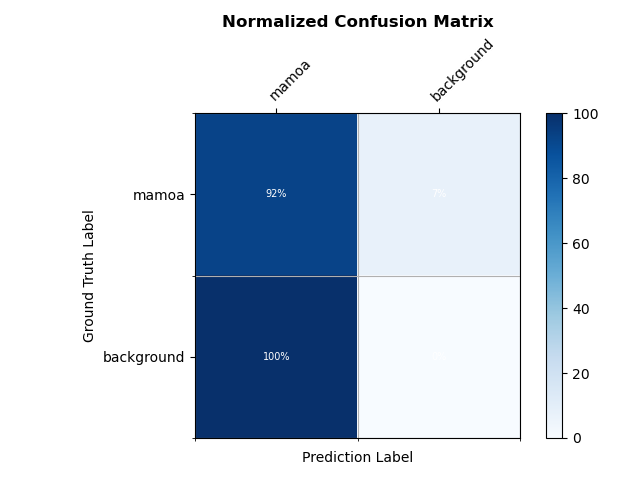 Normalized Confusion Matrix
mamoa
background
100
80
60
40
20
0
mamoa
92%
7%
background
100%
Ground Truth Label
Prediction Label